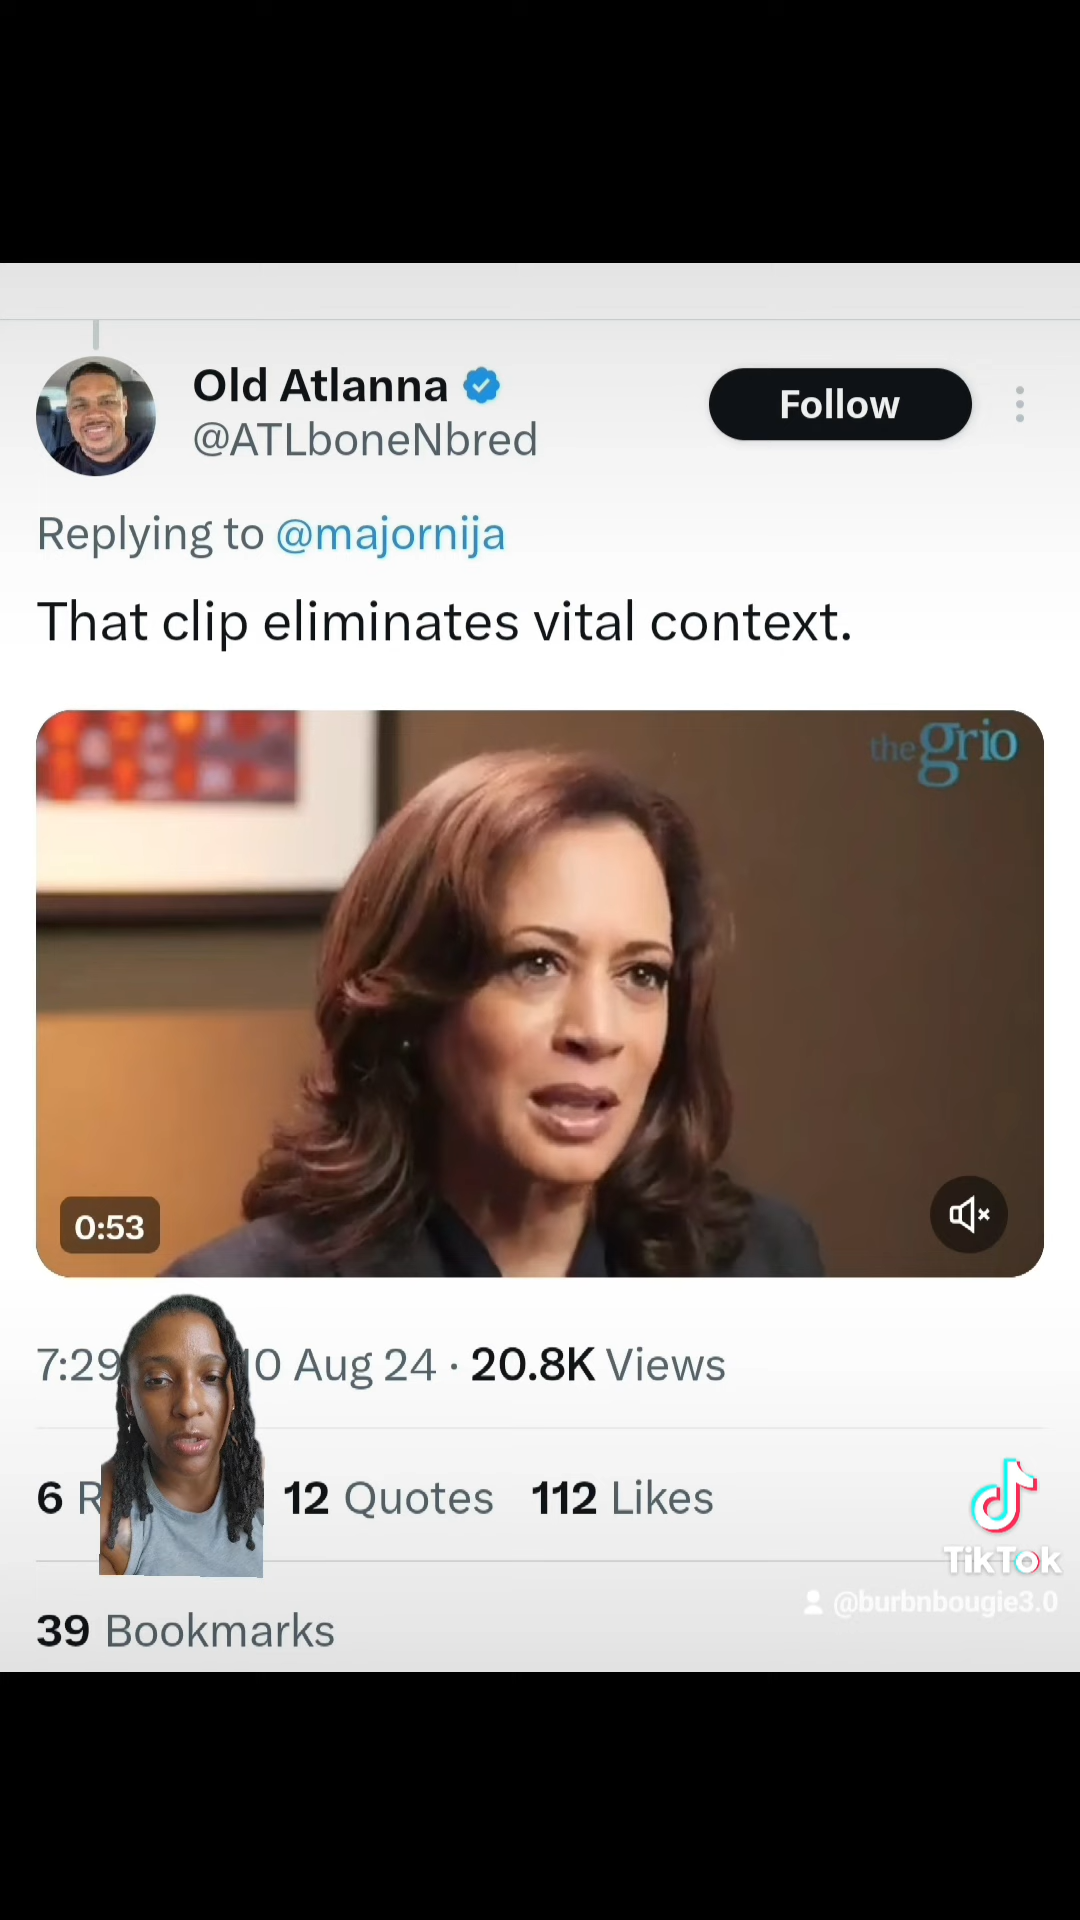 Old Atlanna
Follow
@ATLboneNbred
Replying to @majornija
That clip eliminates vital context.
thegrio
0:53
7:29 10 Aug 24 · 20.8K Views
6 R 12 Quotes 112 Likes
TikTok
@burbnbougie3.0
39 Bookmarks